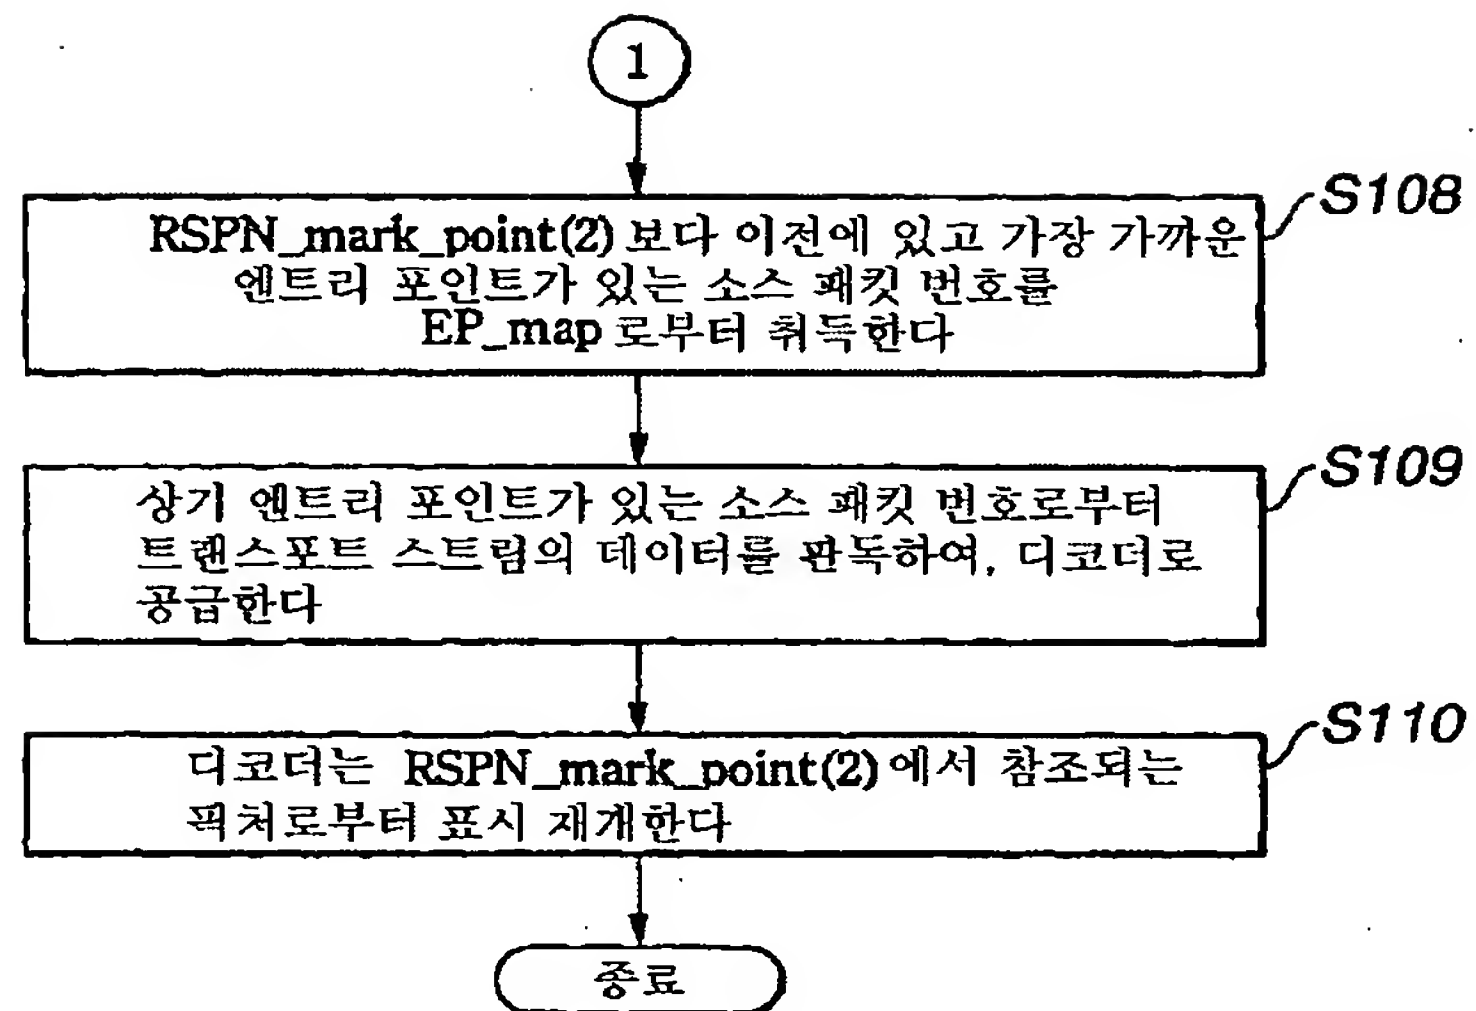 1
S108
RSPN_mark_point(2) 보다 이전에 있고 가장 가까운
엔트리 포인트가 있는 소스 패킷 번호를
EP_map 로부터 취득한다
S109
상기 엔트리 포인트가 있는 소스 패킷 번호로부터
트랜스포트 스트림의 데이터를 판독하여, 디코더로
공급한다
S110
디코더는 RSPN_mark_point(2) 에서 참조되는
픽처로부터 표시 재개한다
종료